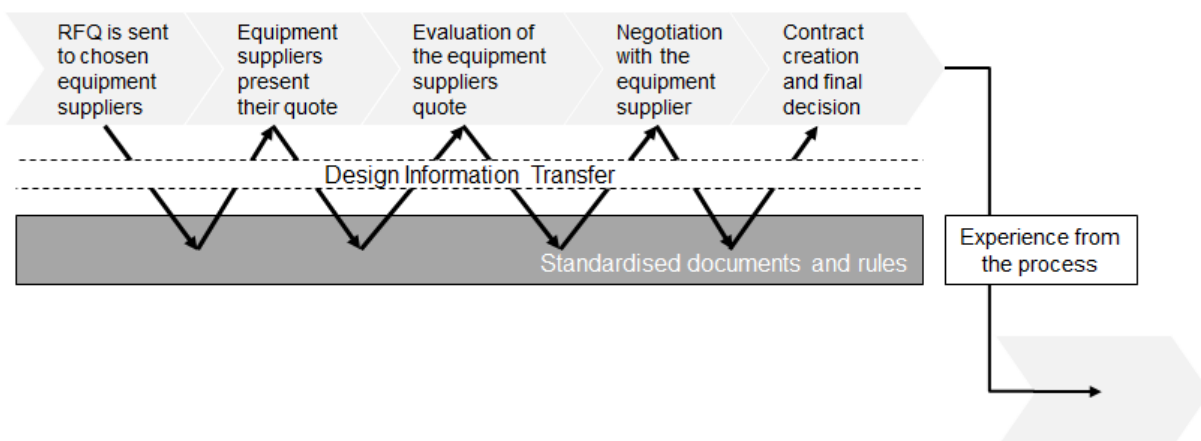 RFQ is sent
to chosen
equipment
suppliers
Equipment
suppliers
present
their quote
Evaluation of
the equipment
suppliers
quote
Negotiation
with the
equipment
supplier
Contract
creation
and final
decision
Design Information Transfer
Standardised documents and rules
Experience from
the process